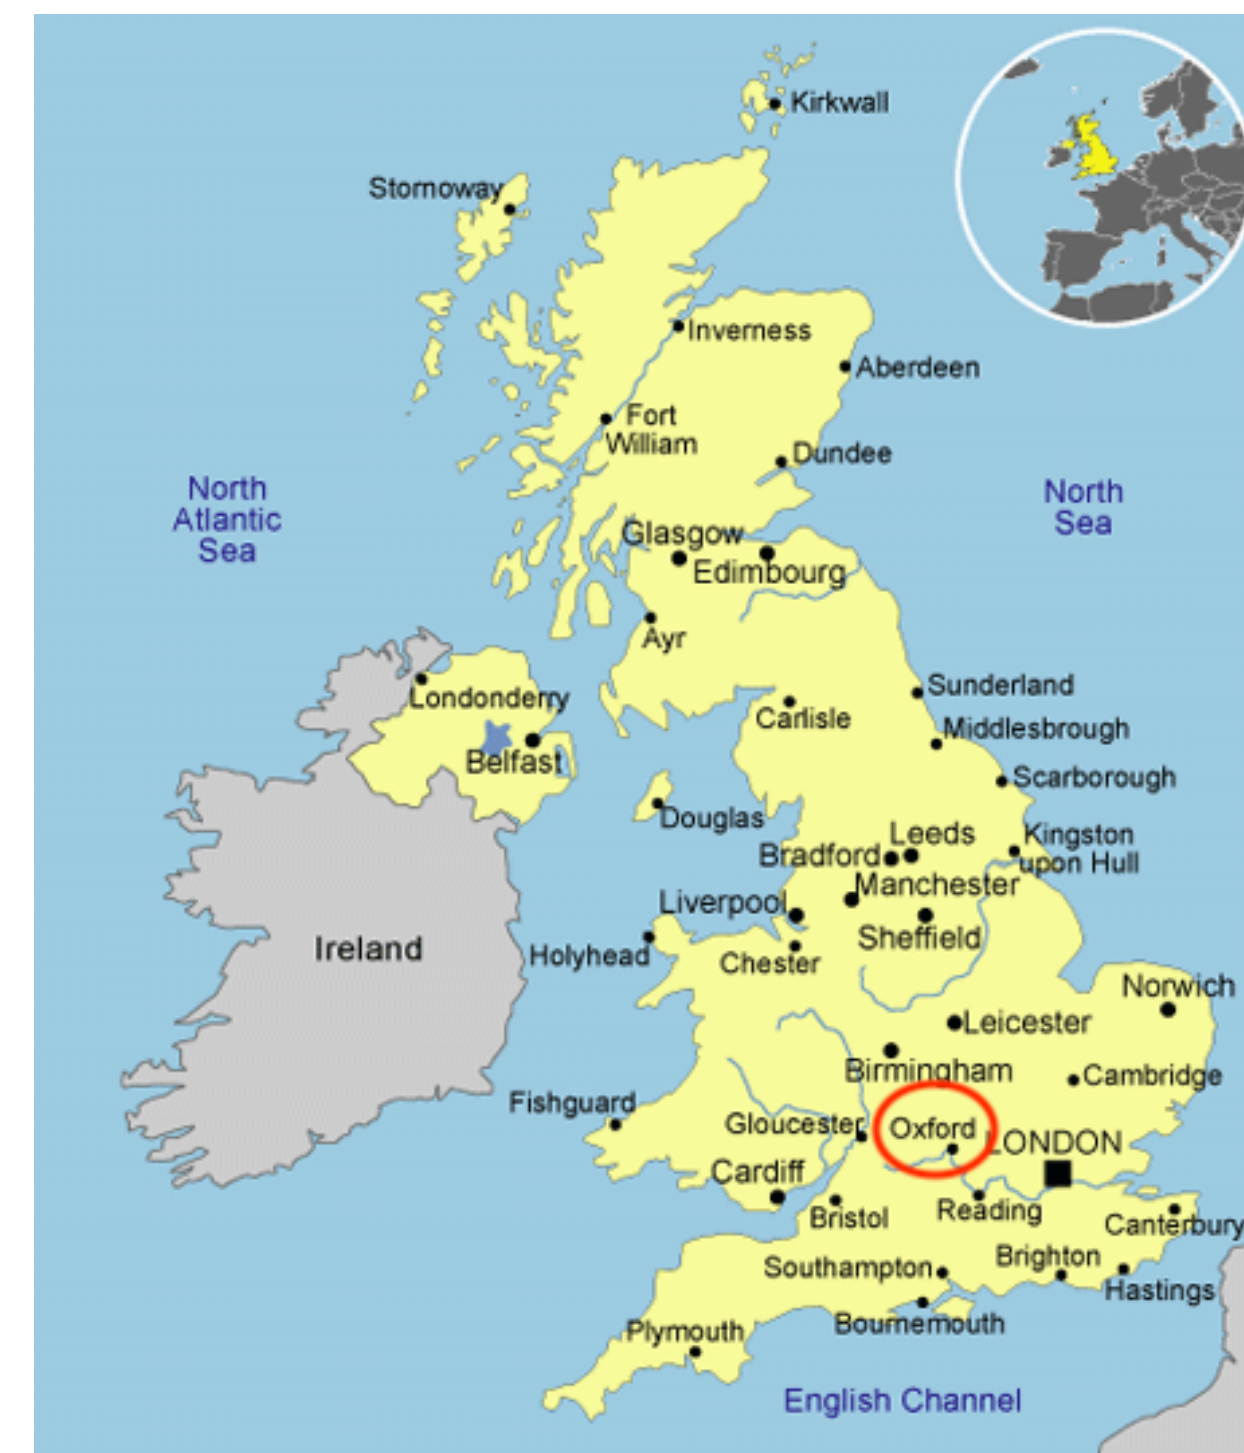 Kirkwall
Stornoway
Inverness
Aberdeen
Fort
William
Dundee
North
Atlantic
Sea
North
Sea
Glasgow
Edimbourg
Ayr
Londonderry
Sunderland
Carlisle
Middlesbrough
Belfast
Scarborough
Douglas
Kingston
upon Hull
Leeds
Bradford
Manchester
Liverpool
Sheffield
Ireland
Holyhead
Chester
Norwich
Leicester
Birmingham
Cambridge
Fishguard
Gloucester
Oxford
LONDON
Cardiff
Bristol
Reading
Canterbury
Southampton
Brighton
Hastings
Bournemouth
Plymouth
English Channel